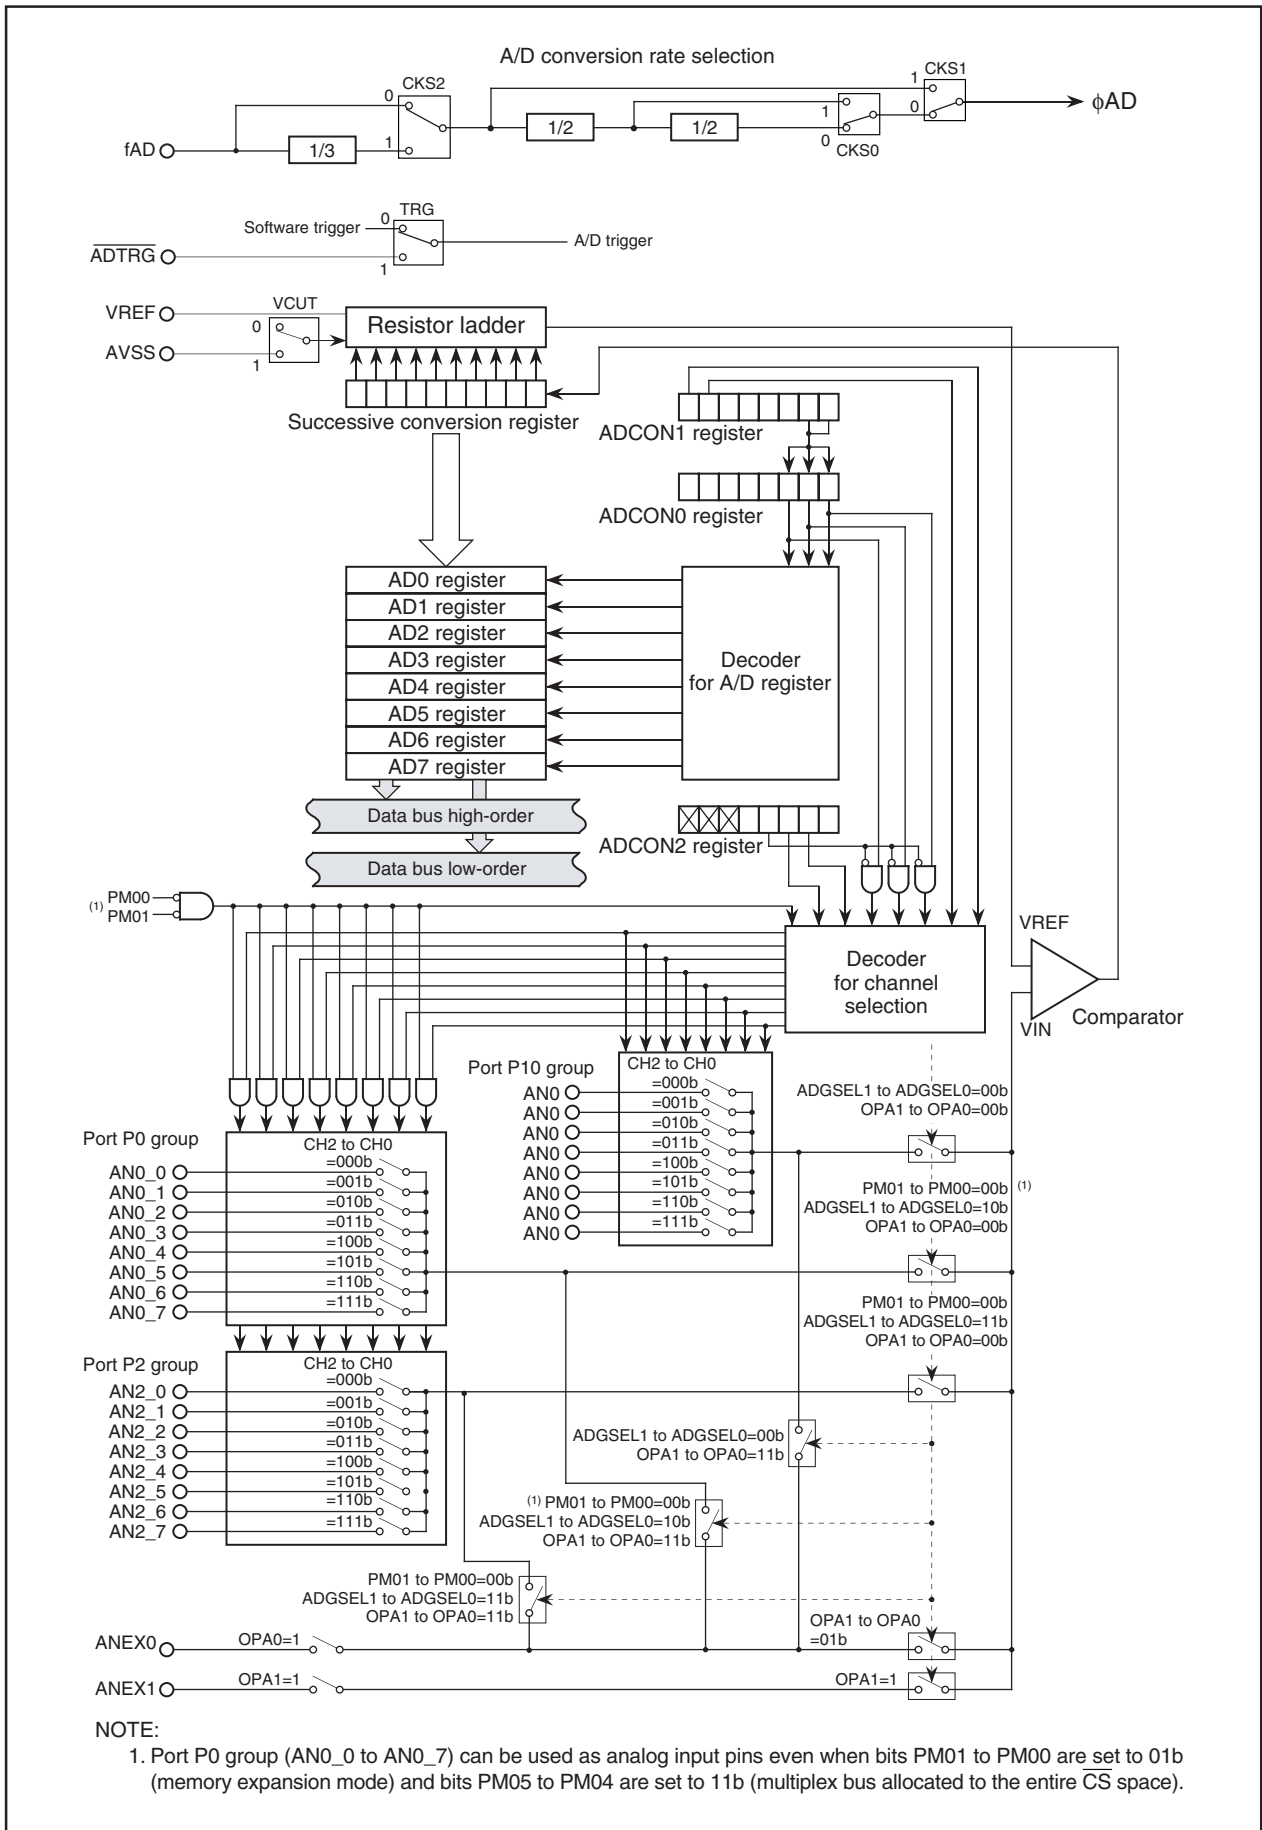 A/D conversion rate selection
CKS2
CKS1
0
1
1/2
1/2
1
0
φAD
fAD
1/3
1
0
CKS0
TRG
Software trigger
0
A/D trigger
ADTRG
1
VREF
VCUT
0
Resistor ladder
AVSS
1
Successive conversion register
ADCON1 register
ADCON0 register
AD0 register
AD1 register
AD2 register
AD3 register
AD4 register
AD5 register
AD6 register
AD7 register
Decoder
for A/D register
Data bus high-order
Data bus low-order
ADCON2 register
(1) PM00
PM01
Decoder
for channel
selection
VREF
VIN
Comparator
Port P10 group
CH2 to CH0
AN0 =000b
AN0 =001b
AN0 =010b
AN0 =011b
AN0 =100b
AN0 =101b
AN0 =110b
AN0 =111b
ADGSEL1 to ADGSEL0=00b
OPA1 to OPA0=00b
PM01 to PM00=00b (1)
ADGSEL1 to ADGSEL0=10b
OPA1 to OPA0=00b
PM01 to PM00=00b
ADGSEL1 to ADGSEL0=11b
OPA1 to OPA0=00b
Port P0 group
CH2 to CH0
AN0_0 =000b
AN0_1 =001b
AN0_2 =010b
AN0_3 =011b
AN0_4 =100b
AN0_5 =101b
AN0_6 =110b
AN0_7 =111b
Port P2 group
CH2 to CH0
AN2_0 =000b
AN2_1 =001b
AN2_2 =010b
AN2_3 =011b
AN2_4 =100b
AN2_5 =101b
AN2_6 =110b
AN2_7 =111b
ADGSEL1 to ADGSEL0=00b
OPA1 to OPA0=11b
(1) PM01 to PM00=00b
ADGSEL1 to ADGSEL0=10b
OPA1 to OPA0=11b
PM01 to PM00=00b
ADGSEL1 to ADGSEL0=11b
OPA1 to OPA0=11b
ANEX0
OPA0=1
OPA1 to OPA0
=01b
ANEX1
OPA1=1
OPA1=1
NOTE:
1. Port P0 group (AN0_0 to AN0_7) can be used as analog input pins even when bits PM01 to PM00 are set to 01b
(memory expansion mode) and bits PM05 to PM04 are set to 11b (multiplex bus allocated to the entire CS space).